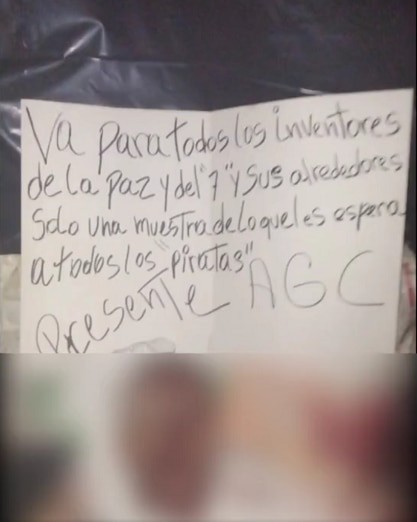 Va para todos los inventores
de la Paz y del "7" y sus alrededores
Solo una muestra de lo que les espera
a todos los "piratas"
Presente AGC